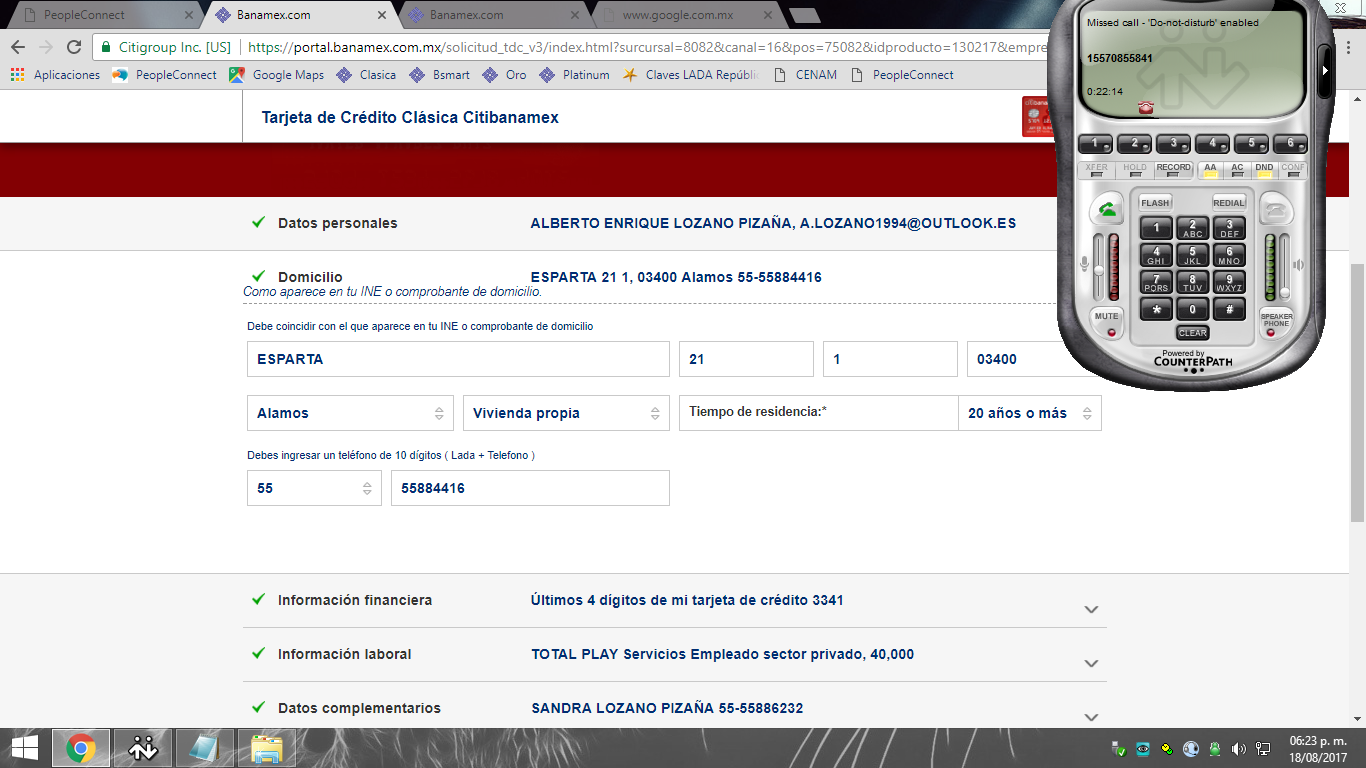 PeopleConnect
Banamex.com
Banamex.com
www.google.com.mx
Citigroup Inc. [US]
https://portal.banamex.com.mx/solicitud_tdc_v3/index.html?surcursal=8082&canal=16&pos=75082&idproducto=130217&empre
Aplicaciones
PeopleConnect
Google Maps
Clasica
Bsmart
Oro
Platinum
Claves LADA Repúbli
CENAM
PeopleConnect
Tarjeta de Crédito Clásica Citibanamex
Datos personales
ALBERTO ENRIQUE LOZANO PIZAÑA, A.LOZANO1994@OUTLOOK.ES
Domicilio
ESPARTA 21 1, 03400 Alamos 55-55884416
Como aparece en tu INE o comprobante de domicilio.
Debe coincidir con el que aparece en tu INE o comprobante de domicilio
ESPARTA
21
1
03400
Alamos
Vivienda propia
Tiempo de residencia:*
20 años o más
Debes ingresar un teléfono de 10 dígitos ( Lada + Telefono )
55
55884416
Información financiera
Últimos 4 dígitos de mi tarjeta de crédito 3341
Información laboral
TOTAL PLAY Servicios Empleado sector privado, 40,000
Datos complementarios
SANDRA LOZANO PIZAÑA 55-55886232
Missed call - 'Do-not-disturb' enabled
15570855841
0:22:14
1 2 3 4 5 6
XFER HOLD RECORD AA AC DND CONF
FLASH
REDIAL
1
2 ABC
3 DEF
4 GHI
5 JKL
6 MNO
7 PQRS
8 TUV
9 WXYZ
* 0 #
MUTE
SPEAKER PHONE
CLEAR
Powered by
COUNTERPATH
06:23 p. m.
18/08/2017